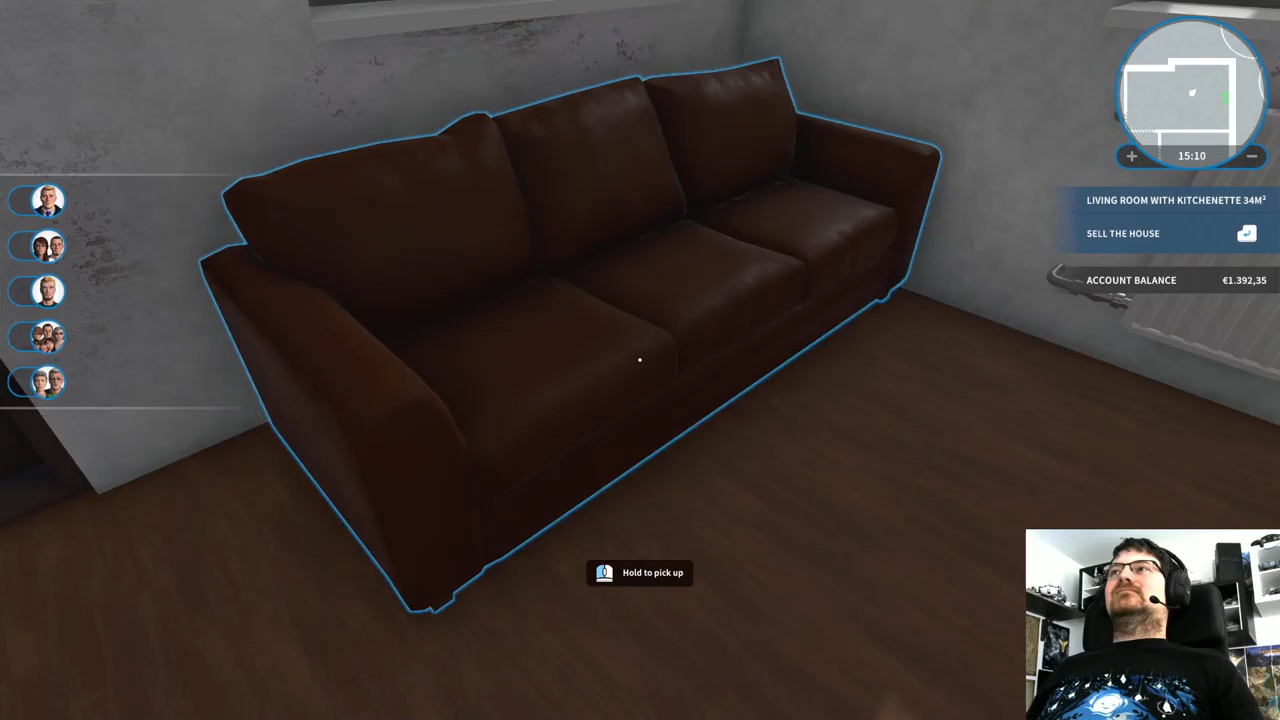 15:10
LIVING ROOM WITH KITCHENETTE 34M²
SELL THE HOUSE
ACCOUNT BALANCE €1.392,35
Hold to pick up